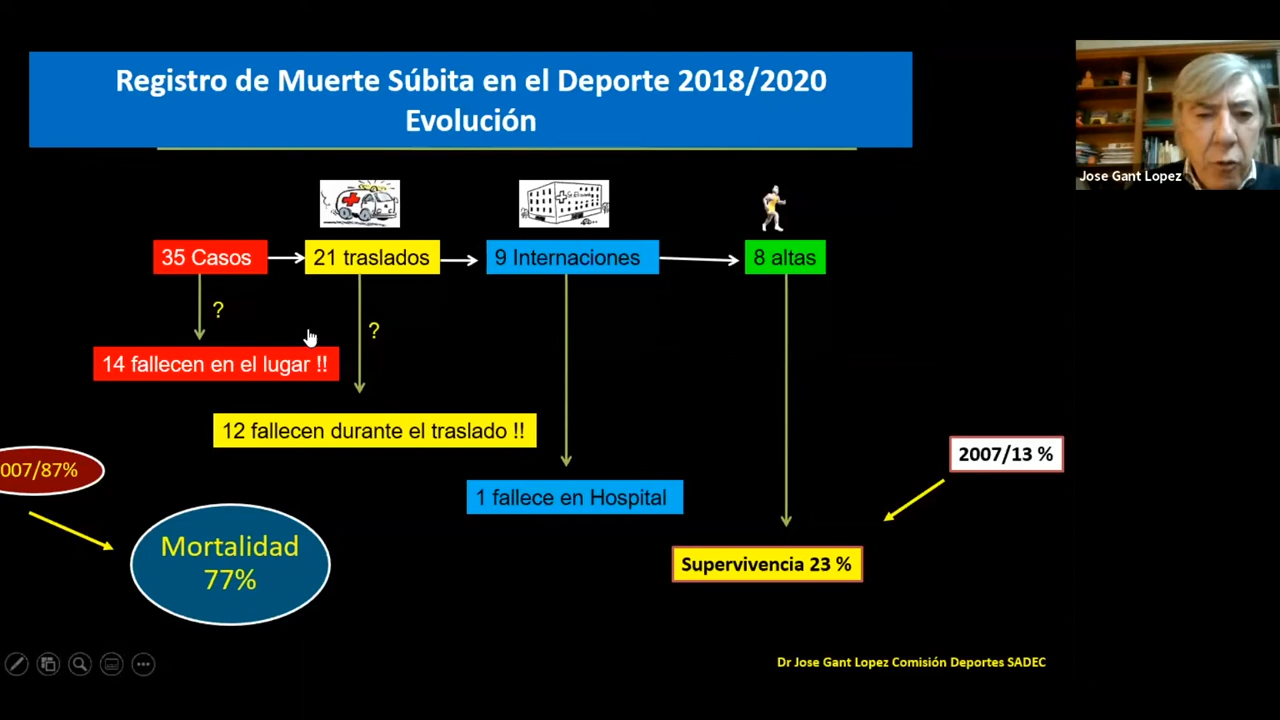 Registro de Muerte Súbita en el Deporte 2018/2020
Evolución
Jose Gant Lopez
35 Casos
21 traslados
9 Internaciones
8 altas
?
?
14 fallecen en el lugar !!
12 fallecen durante el traslado !!
2007/13 %
007/87%
1 fallece en Hospital
Mortalidad
77%
Supervivencia 23 %
Dr Jose Gant Lopez Comisión Deportes SADEC